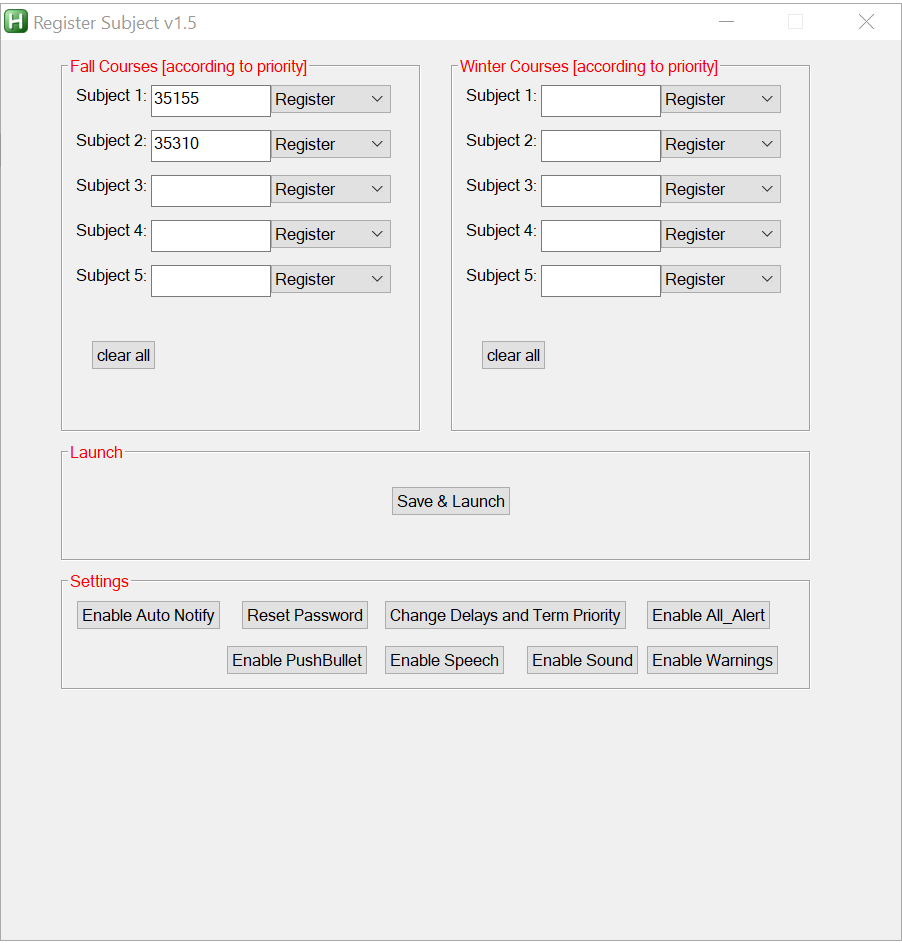 H Register Subject v1.5
Fall Courses [according to priority]
Subject 1: 35155 Register
Subject 2: 35310 Register
Subject 3: Register
Subject 4: Register
Subject 5: Register
clear all
Winter Courses [according to priority]
Subject 1: Register
Subject 2: Register
Subject 3: Register
Subject 4: Register
Subject 5: Register
clear all
Launch
Save & Launch
Settings
Enable Auto Notify Reset Password Change Delays and Term Priority Enable All_Alert
Enable PushBullet Enable Speech Enable Sound Enable Warnings